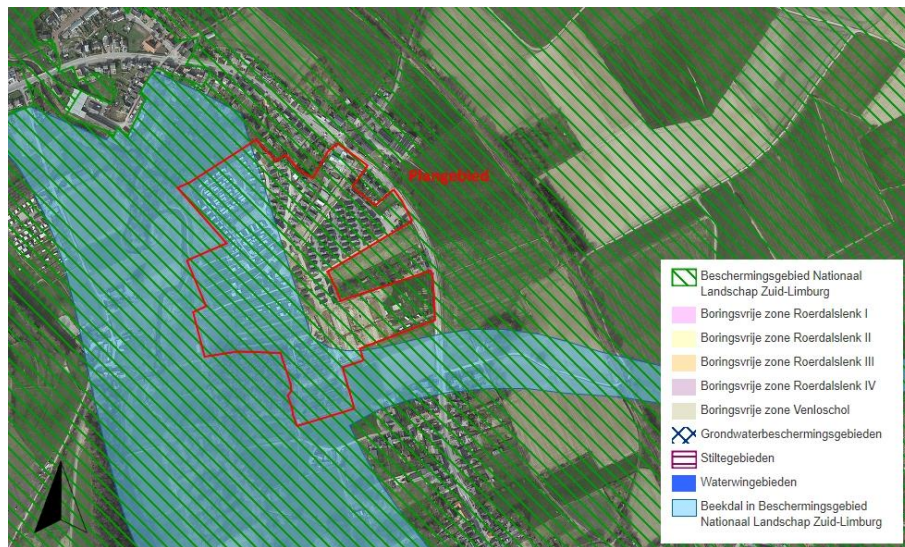 Plangebied
Beschermingsgebied Nationaal
Landschap Zuid-Limburg
Boringsvrije zone Roerdalslenk I
Boringsvrije zone Roerdalslenk II
Boringsvrije zone Roerdalslenk III
Boringsvrije zone Roerdalslenk IV
Boringsvrije zone Venloschol
Grondwaterbeschermingsgebieden
Stiltegebieden
Waterwingebieden
Beekdal in Beschermingsgebied
Nationaal Landschap Zuid-Limburg